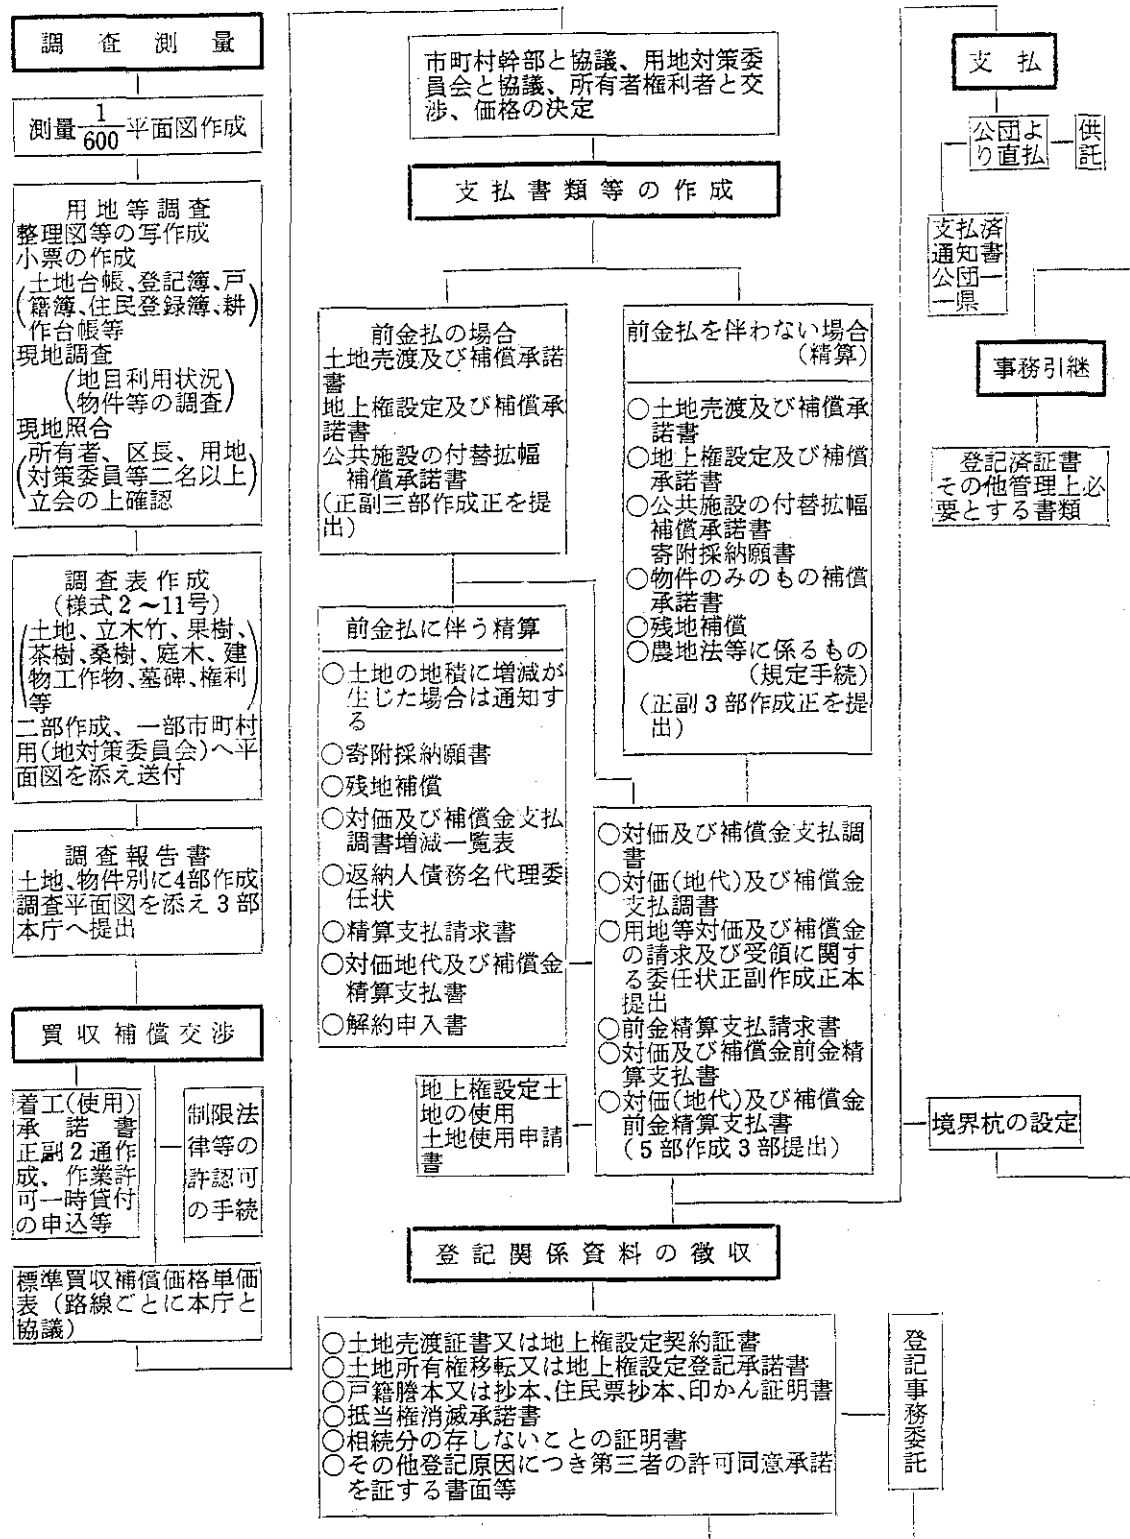 調査測量
測量1/600平面図作成
用地等調査
整理図等の写作成
小票の作成
(土地台帳、登記簿、戸
籍簿、住民登録簿、耕
作台帳等)
現地調査
(地目利用状況
物件等の調査)
現地照合
(所有者、区長、用地
対策委員等二名以上
立会の上確認)
調査表作成
(様式2〜11号)
(土地、立木竹、果樹、
茶樹、桑樹、庭木、建
物工作物、墓碑、権利
等)
二部作成、一部市町村
用(地対策委員会)へ平
面図を添え送付
調査報告書
土地、物件別に4部作成
調査平面図を添え3部
本庁へ提出
買収補償交渉
着工(使用)
承諾書
正副2通作
成、作業許
可一時貸付
の申込等
制限法
律等の
許認可
の手続
標準買収補償価格単価
表(路線ごとに本庁と
協議)
市町村幹部と協議、用地対策委
員会と協議、所有者権利者と交
渉、価格の決定
支払書類等の作成
前金払の場合
土地売渡及び補償承諾
書
地上権設定及び補償承
諾書
公共施設の付替拡幅
補償承諾書
(正副三部作成正を提
出)
前金払を伴わない場合
(精算)
○土地売渡及び補償承
諾書
○地上権設定及び補償
承諾書
○公共施設の付替拡幅
補償承諾書
寄附採納願書
○物件のみのもの補償
承諾書
○残地補償
○農地法等に係るもの
(規定手続)
(正副3部作成正を提
出)
前金払に伴う精算
○土地の地積に増減が
生じた場合は通知す
る
○寄附採納願書
○残地補償
○対価及び補償金支払
調書増減一覧表
○返納人債務名代理委
任状
○精算支払請求書
○対価地代及び補償金
精算支払書
○解約申入書
○対価及び補償金支払調
書
○対価(地代)及び補償金
支払調書
○用地等対価及び補償金
の請求及び受領に関す
る委任状正副作成正本
提出
○前金精算支払請求書
○対価及び補償金前金精
算支払書
○対価(地代)及び補償金
前金精算支払書
(5部作成3部提出)
地上権設定土
地の使用
土地使用申請
書
登記関係資料の徴収
○土地売渡証書又は地上権設定契約証書
○土地所有権移転又は地上権設定登記承諾書
○戸籍謄本又は抄本、住民票抄本、印かん証明書
○抵当権消滅承諾書
○相続分の存しないことの証明書
○その他登記原因につき第三者の許可同意承諾
を証する書面等
登記事務委託
支払
公団よ
り直払
供
託
支払済
通知書
公団一
一県
事務引継
登記済証書
その他管理上必
要とする書類
境界杭の設定